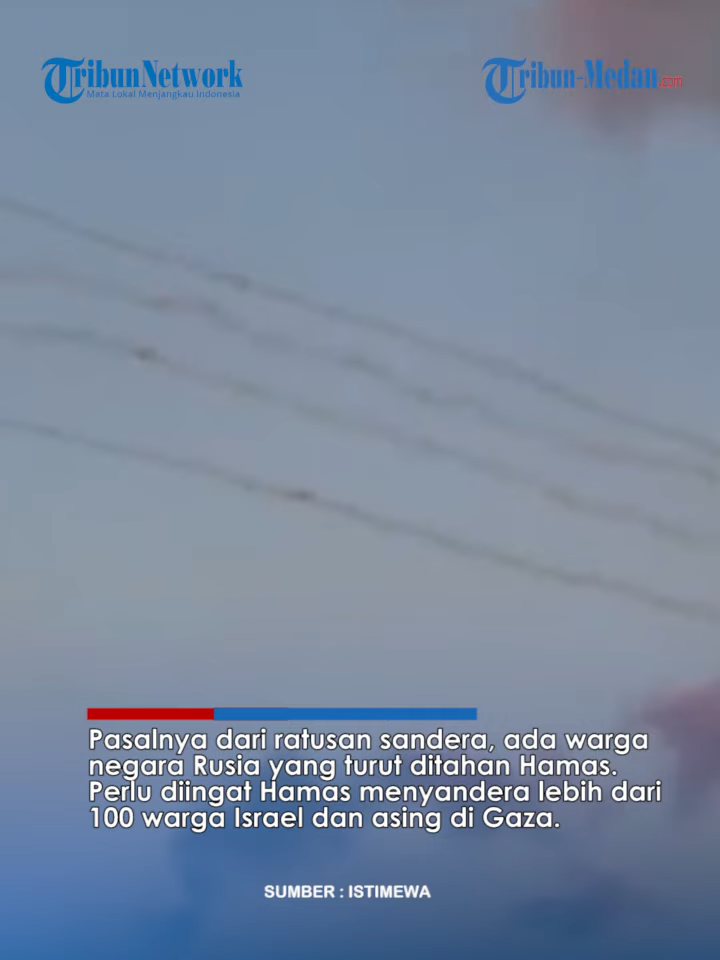 TribunNetwork
Mata Lokal Menjangkau Indonesia
Tribun-Medan.com
Pasalnya dari ratusan sandera, ada warga
negara Rusia yang turut ditahan Hamas.
Perlu diingat Hamas menyandera lebih dari
100 warga Israel dan asing di Gaza.
SUMBER : ISTIMEWA